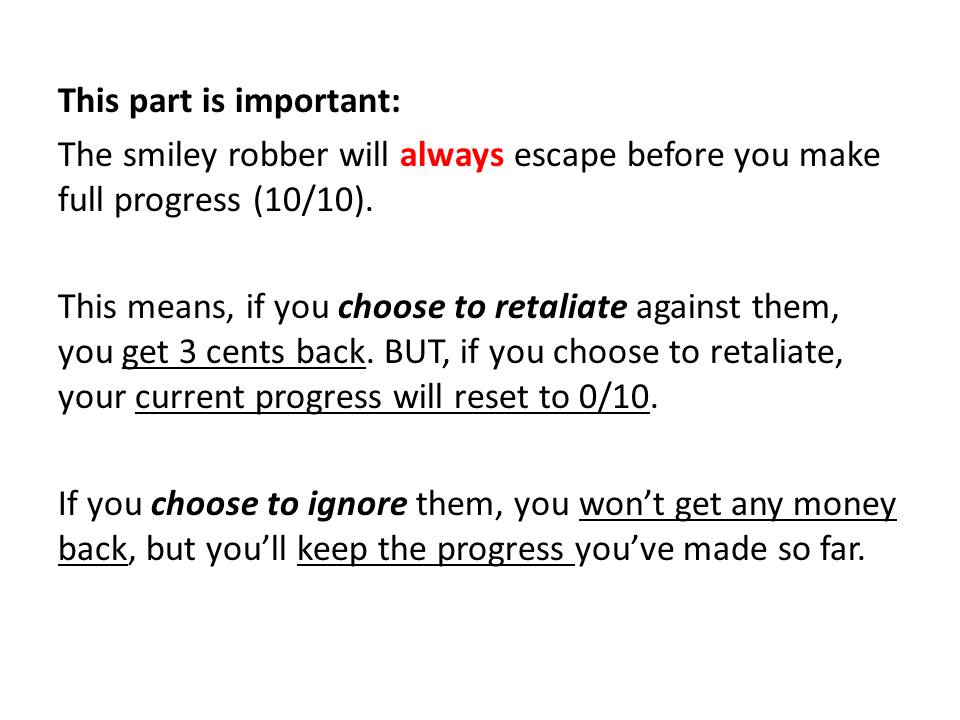 This part is important:
The smiley robber will always escape before you make
full progress (10/10).
This means, if you choose to retaliate against them,
you get 3 cents back. BUT, if you choose to retaliate,
your current progress will reset to 0/10.
If you choose to ignore them, you won’t get any money
back, but you’ll keep the progress you’ve made so far.